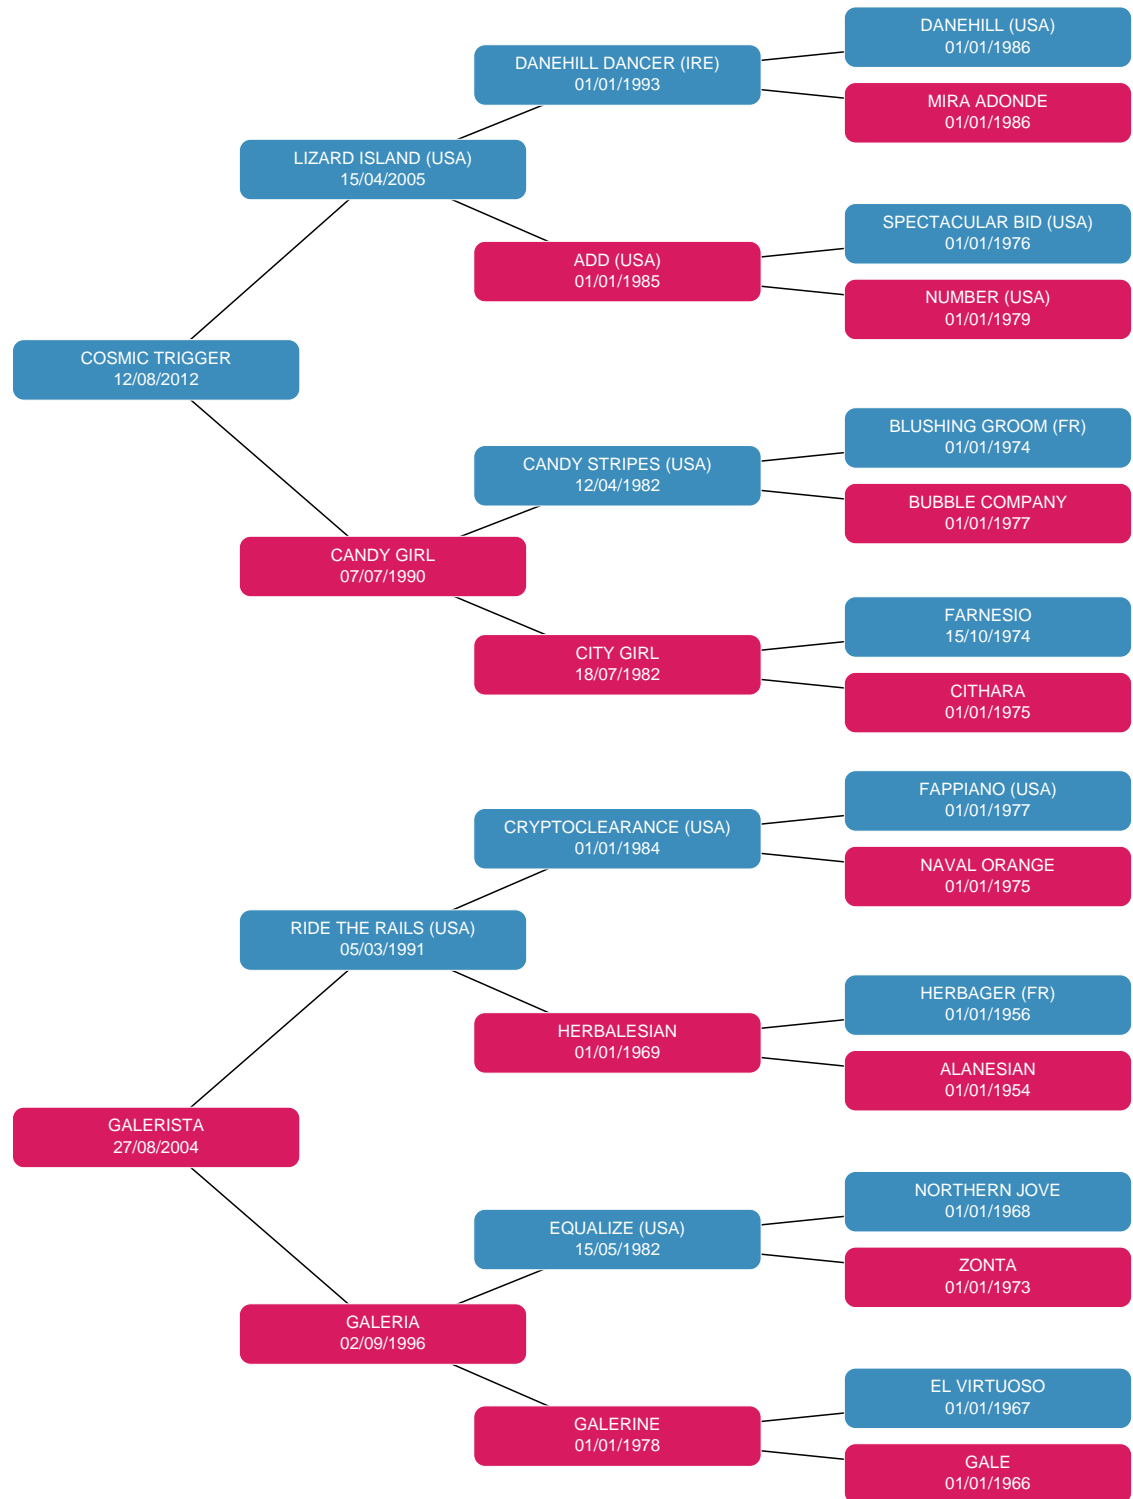 DANEHILL (USA)
01/01/1986
DANEHILL DANCER (IRE)
01/01/1993
MIRA ADONDE
01/01/1986
LIZARD ISLAND (USA)
15/04/2005
SPECTACULAR BID (USA)
01/01/1976
ADD (USA)
01/01/1985
NUMBER (USA)
01/01/1979
COSMIC TRIGGER
12/08/2012
BLUSHING GROOM (FR)
01/01/1974
CANDY STRIPES (USA)
12/04/1982
BUBBLE COMPANY
01/01/1977
CANDY GIRL
07/07/1990
FARNESIO
15/10/1974
CITY GIRL
18/07/1982
CITHARA
01/01/1975
FAPPIANO (USA)
01/01/1977
CRYPTOCLEARANCE (USA)
01/01/1984
NAVAL ORANGE
01/01/1975
RIDE THE RAILS (USA)
05/03/1991
HERBAGER (FR)
01/01/1956
HERBALESIAN
01/01/1969
ALANESIAN
01/01/1954
GALERISTA
27/08/2004
NORTHERN JOVE
01/01/1968
EQUALIZE (USA)
15/05/1982
ZONTA
01/01/1973
GALERIA
02/09/1996
EL VIRTUOSO
01/01/1967
GALERINE
01/01/1978
GALE
01/01/1966